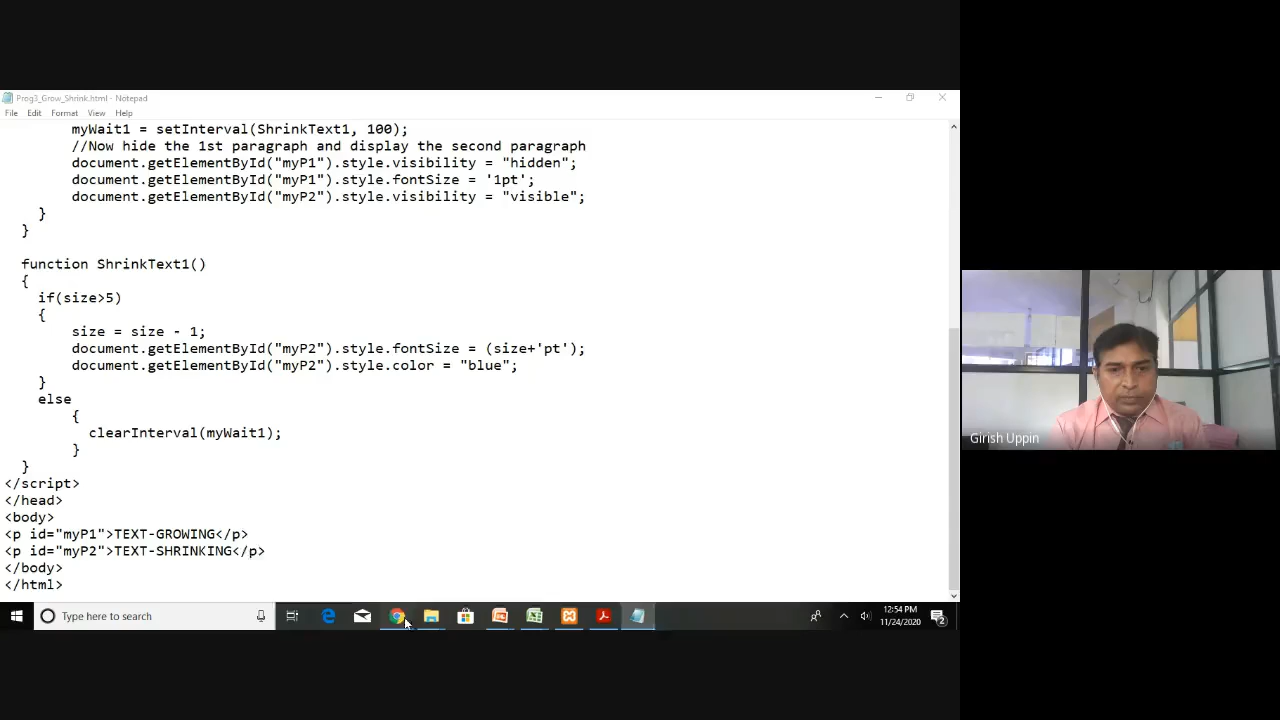 Prog3_Grow_Shrink.html - Notepad
File Edit Format View Help
myWait1 = setInterval(ShrinkText1, 100);
//Now hide the 1st paragraph and display the second paragraph
document.getElementById("myP1").style.visibility = "hidden";
document.getElementById("myP1").style.fontSize = '1pt';
document.getElementById("myP2").style.visibility = "visible";
}
}
function ShrinkText1()
{
if(size>5)
{
size = size - 1;
document.getElementById("myP2").style.fontSize = (size+'pt');
document.getElementById("myP2").style.color = "blue";
}
else
{
clearInterval(myWait1);
}
}
</script>
</head>
<body>
<p id="myP1">TEXT-GROWING</p>
<p id="myP2">TEXT-SHRINKING</p>
</body>
</html>
Girish Uppin
Type here to search
12:54 PM
11/24/2020
2